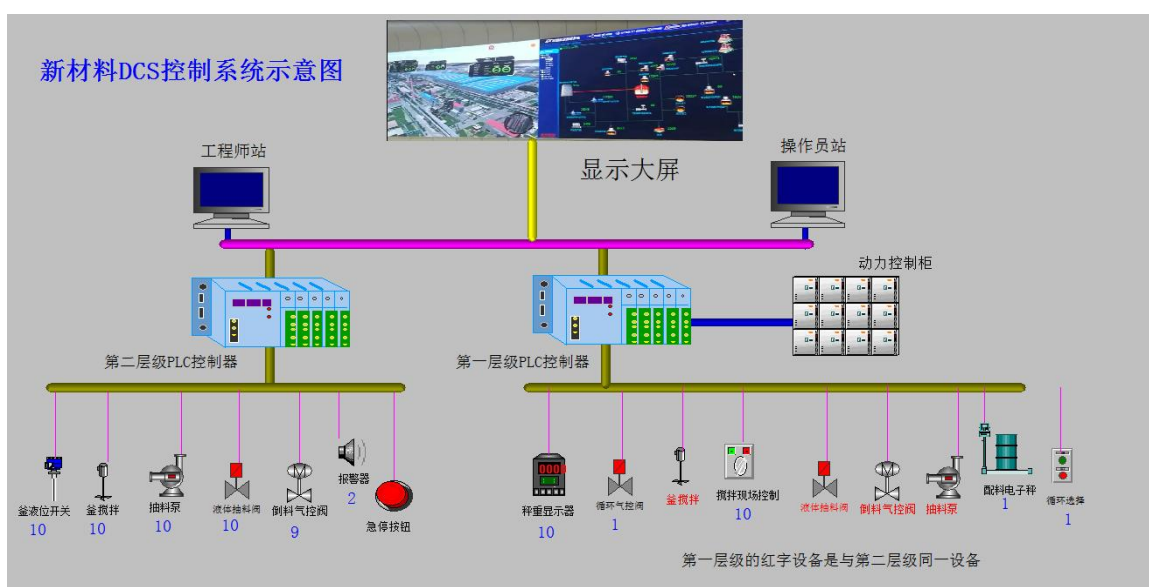 新材料DCS控制系统示意图
工程师站
操作员站
显示大屏
动力控制柜
第二层级PLC控制器
第一层级PLC控制器
釜液位开关
10
釜搅拌
10
抽料泵
10
液体抽料阀
10
倒料气控阀
9
报警器
2
急停按钮
秤重显示器
10
循环气控阀
1
釜搅拌
搅拌现场控制
10
液体抽料阀
倒料气控阀
抽料泵
配料电子秤
1
循环选择
1
第一层级的红字设备是与第二层级同一设备